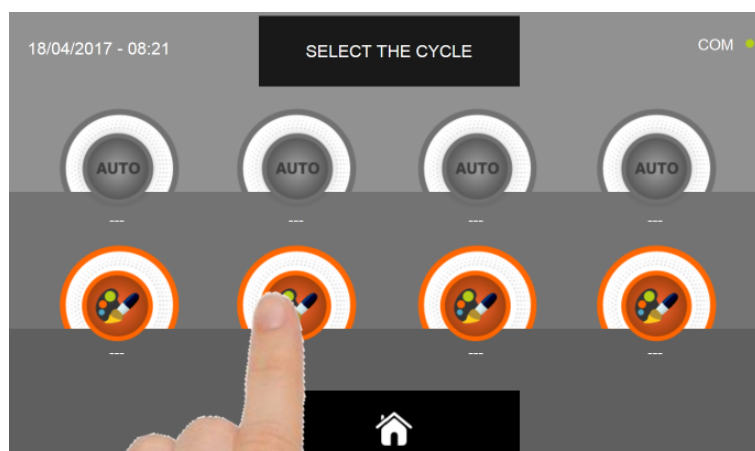 18/04/2017 - 08:21
SELECT THE CYCLE
COM
AUTO AUTO AUTO AUTO
--- --- --- ---
--- --- ---